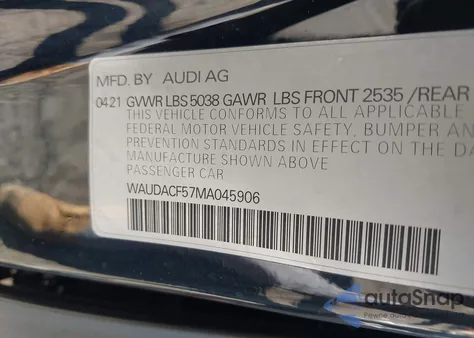 MFD. BY AUDI AG
04.21 GVWR LBS 5038 GAWR LBS FRONT 2535 /REAR
THIS VEHICLE CONFORMS TO ALL APPLICABLE
FEDERAL MOTOR VEHICLE SAFETY, BUMPER AN
PREVENTION STANDARDS IN EFFECT ON THE DA
MANUFACTURE SHOWN ABOVE
PASSENGER CAR
WAUDACF57MA045906
autoSnap